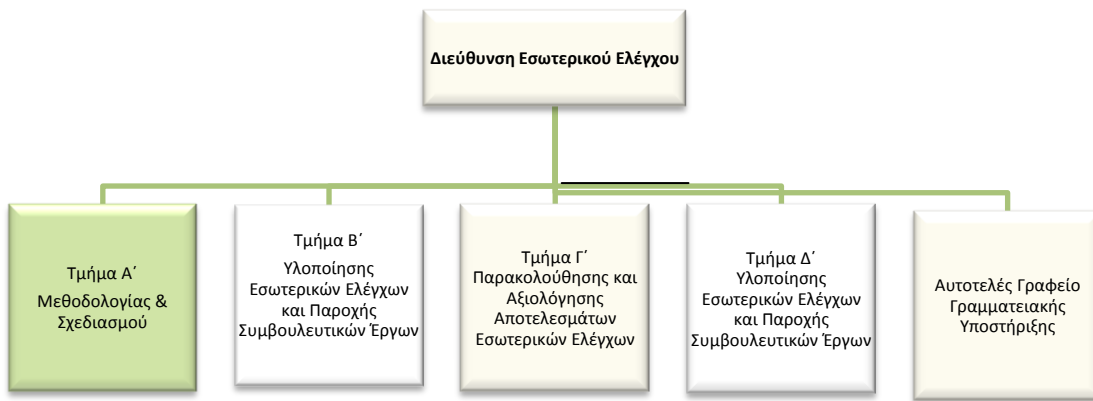 Διεύθυνση Εσωτερικού Ελέγχου
Τμήμα Α΄
Μεθοδολογίας &
Σχεδιασμού
Τμήμα Β΄
Υλοποίησης
Εσωτερικών Ελέγχων
και Παροχής
Συμβουλευτικών Έργων
Τμήμα Γ΄
Παρακολούθησης και
Αξιολόγησης
Αποτελεσμάτων
Εσωτερικών Ελέγχων
Τμήμα Δ΄
Υλοποίησης
Εσωτερικών Ελέγχων
και Παροχής
Συμβουλευτικών Έργων
Αυτοτελές Γραφείο
Γραμματειακής
Υποστήριξης